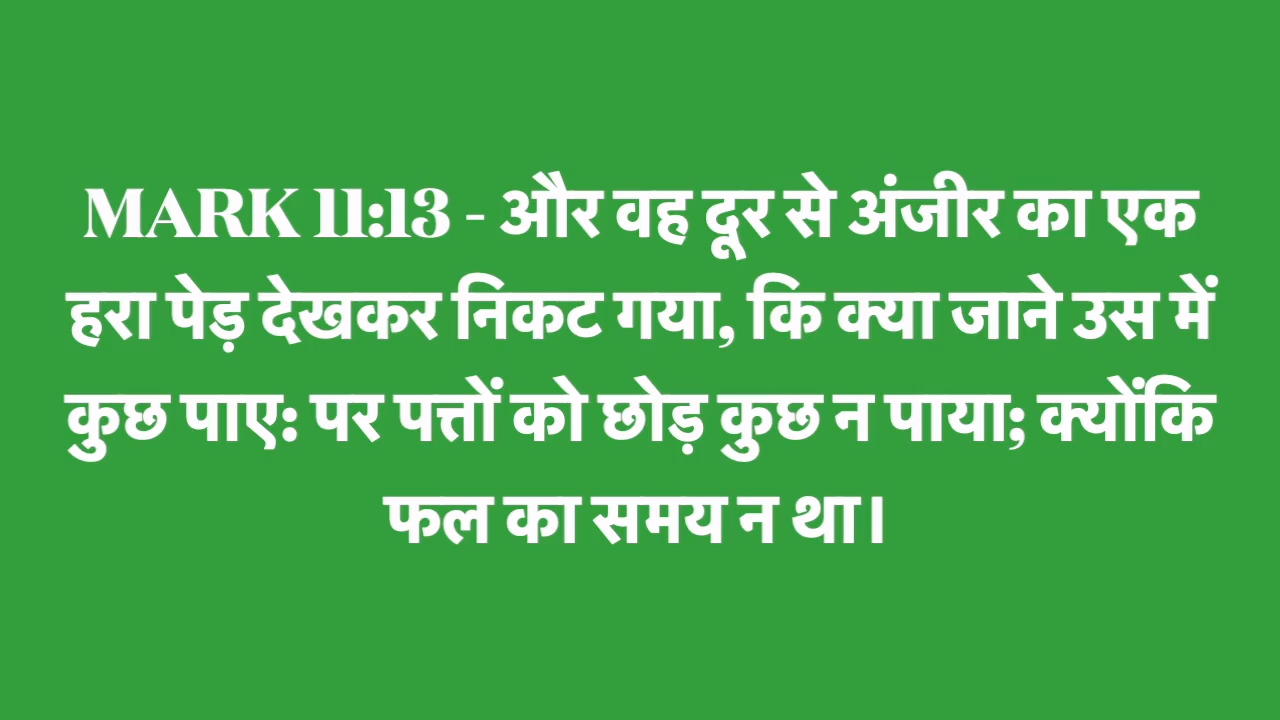 MARK 11:13 - और वह दूर से अंजीर का एक
हरा पेड़ देखकर निकट गया, कि क्या जाने उस में
कुछ पाए: पर पत्तों को छोड़ कुछ न पाया; क्योंकि
फल का समय न था।